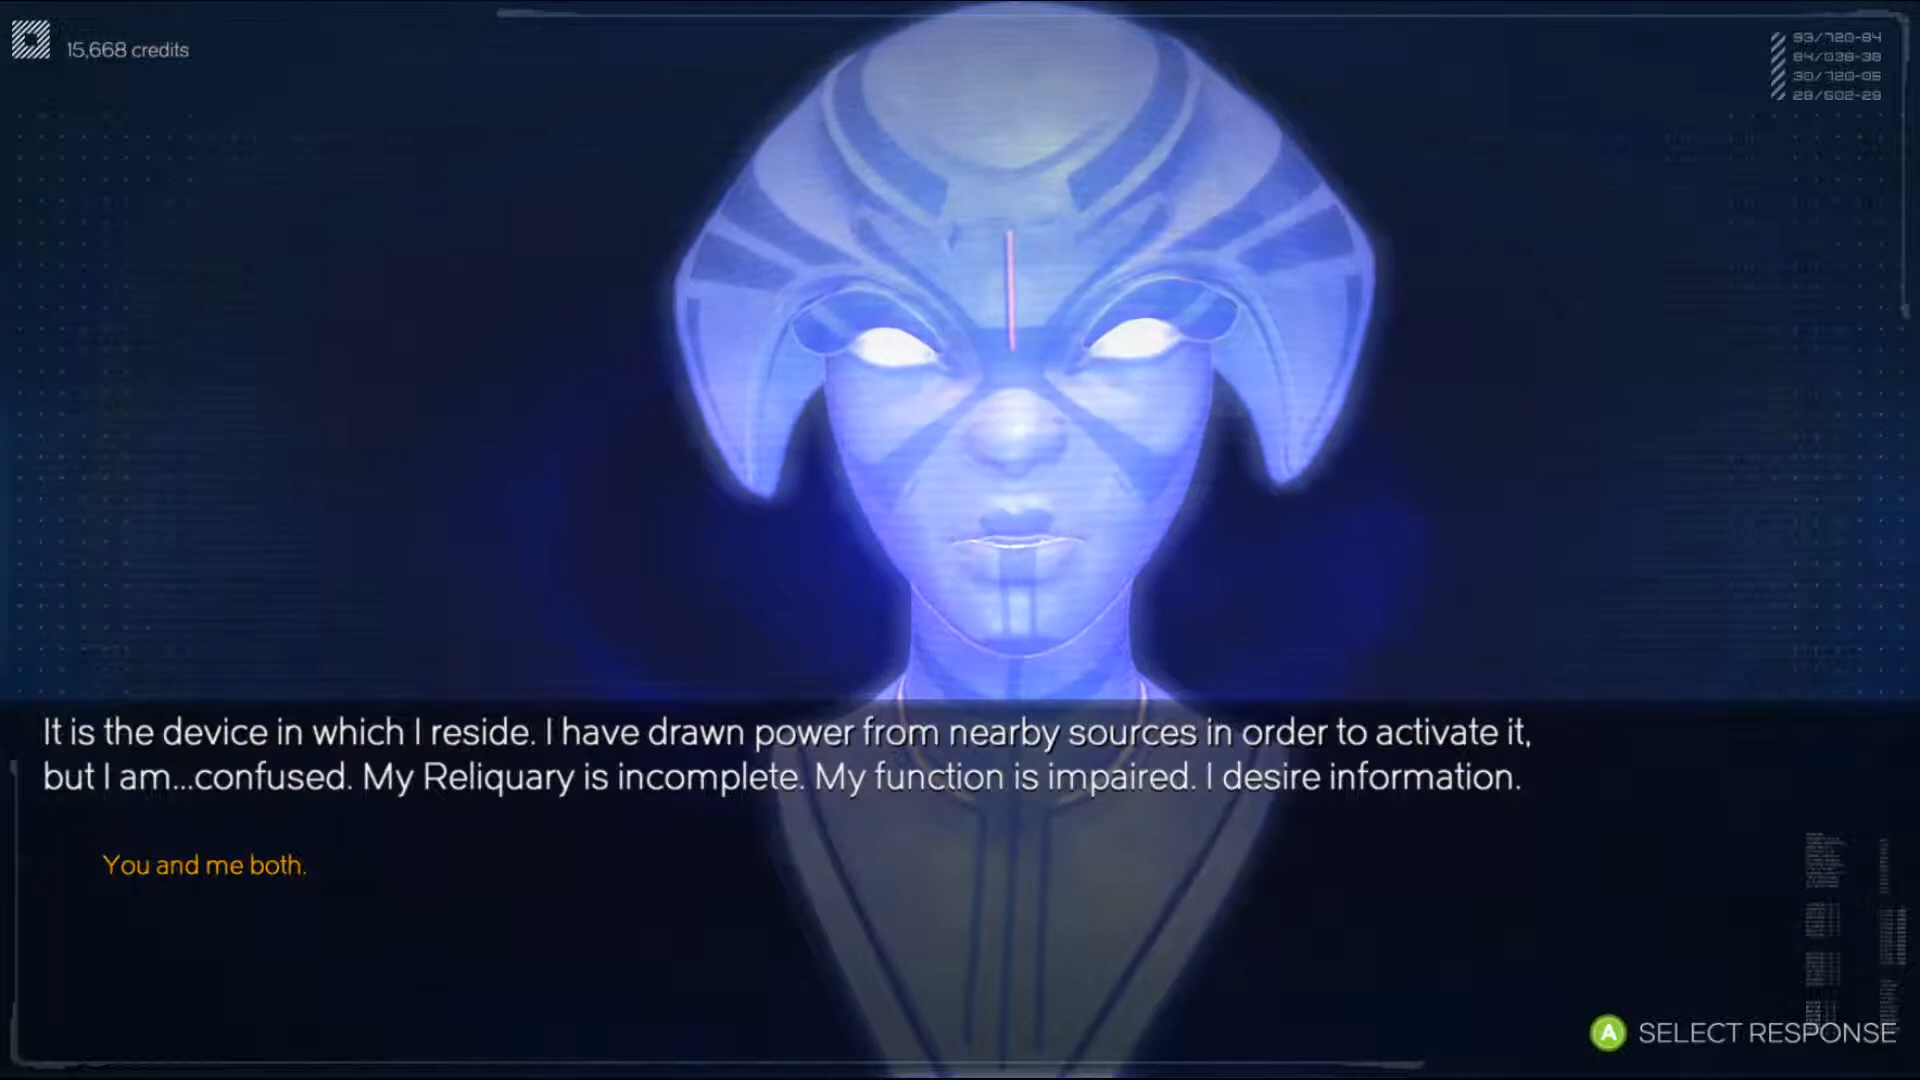 15,668 credits
93/720-84
84/038-38
30/720-05
28/602-29
It is the device in which I reside. I have drawn power from nearby sources in order to activate it,
but I am...confused. My Reliquary is incomplete. My function is impaired. I desire information.
You and me both.
A SELECT RESPONSE